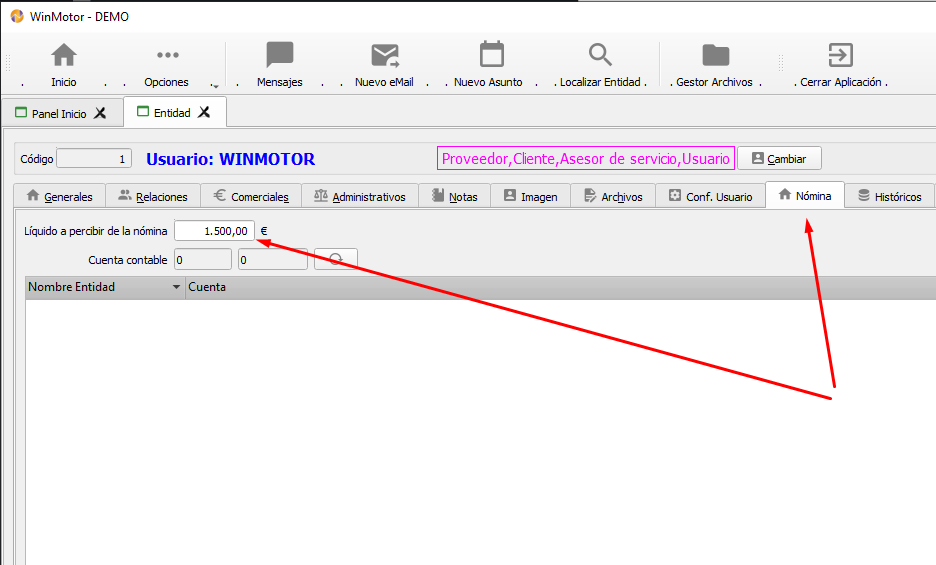 WinMotor - DEMO
Inicio
Opciones
Mensajes
Nuevo eMail
Nuevo Asunto
Localizar Entidad
Gestor Archivos
Cerrar Aplicación
Panel Inicio
Entidad
Código 1 Usuario: WINMOTOR Proveedor,Cliente,Asesor de servicio,Usuario Cambiar
Generales Relaciones Comerciales Administrativos Notas Imagen Archivos Conf. Usuario Nómina Históricos
Líquido a percibir de la nómina 1.500,00 €
Cuenta contable 0 0
Nombre Entidad Cuenta